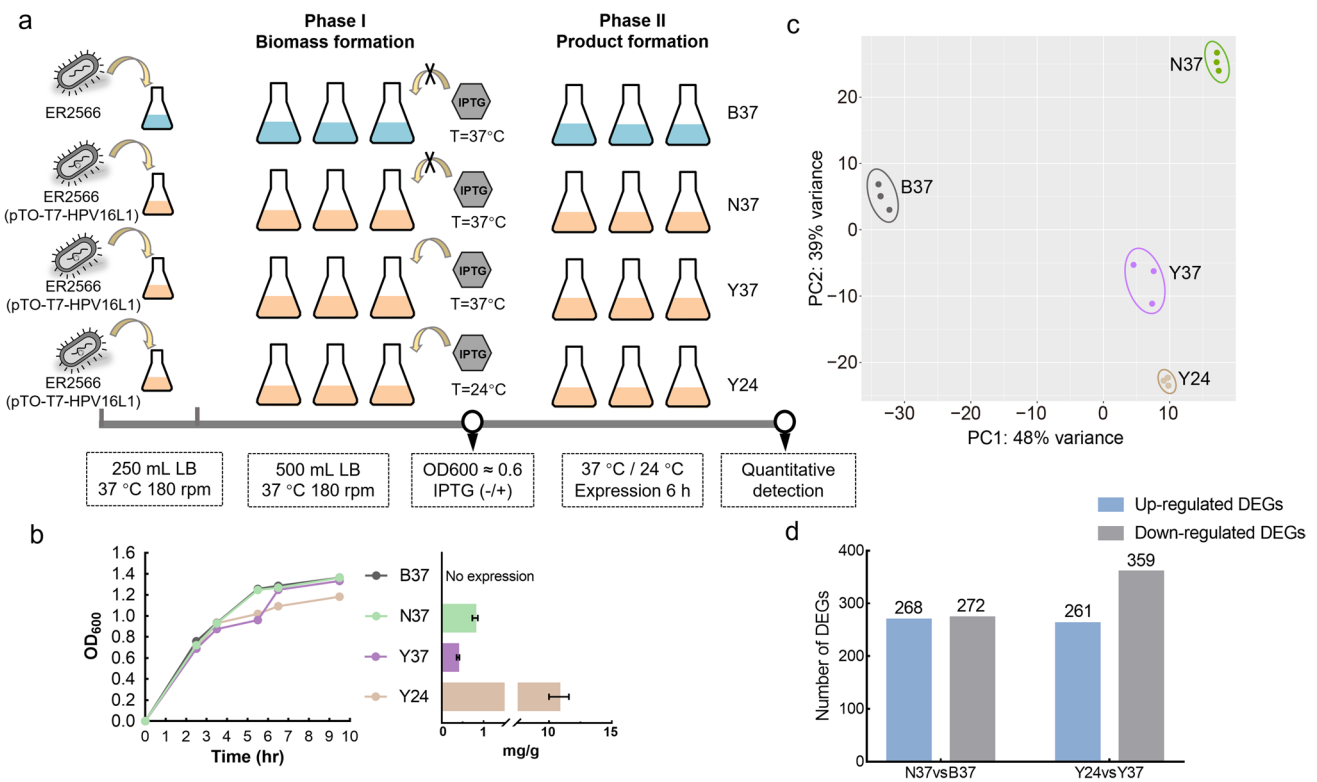 a
Phase I
Biomass formation
Phase II
Product formation
ER2566
IPTG
T=37°C
B37
ER2566
(pTO-T7-HPV16L1)
IPTG
T=37°C
N37
ER2566
(pTO-T7-HPV16L1)
IPTG
T=37°C
Y37
ER2566
(pTO-T7-HPV16L1)
IPTG
T=24°C
Y24
250 mL LB
37 °C 180 rpm
500 mL LB
37 °C 180 rpm
OD600 ≈ 0.6
IPTG (-/+)
37 °C / 24 °C
Expression 6 h
Quantitative
detection
b
1.6
1.4
1.2
1.0
0.8
0.6
0.4
0.2
0.0
OD600
0 1 2 3 4 5 6 7 8 9 10
Time (hr)
B37
N37
Y37
Y24
No expression
0 1 10 15
mg/g
c
N37
B37
Y37
Y24
20
10
0
−10
−20
PC2: 39% variance
−30 −20 −10 0 10
PC1: 48% variance
d
Up-regulated DEGs
Down-regulated DEGs
400
300
200
100
0
Number of DEGs
268 272 261 359
N37vsB37 Y24vsY37